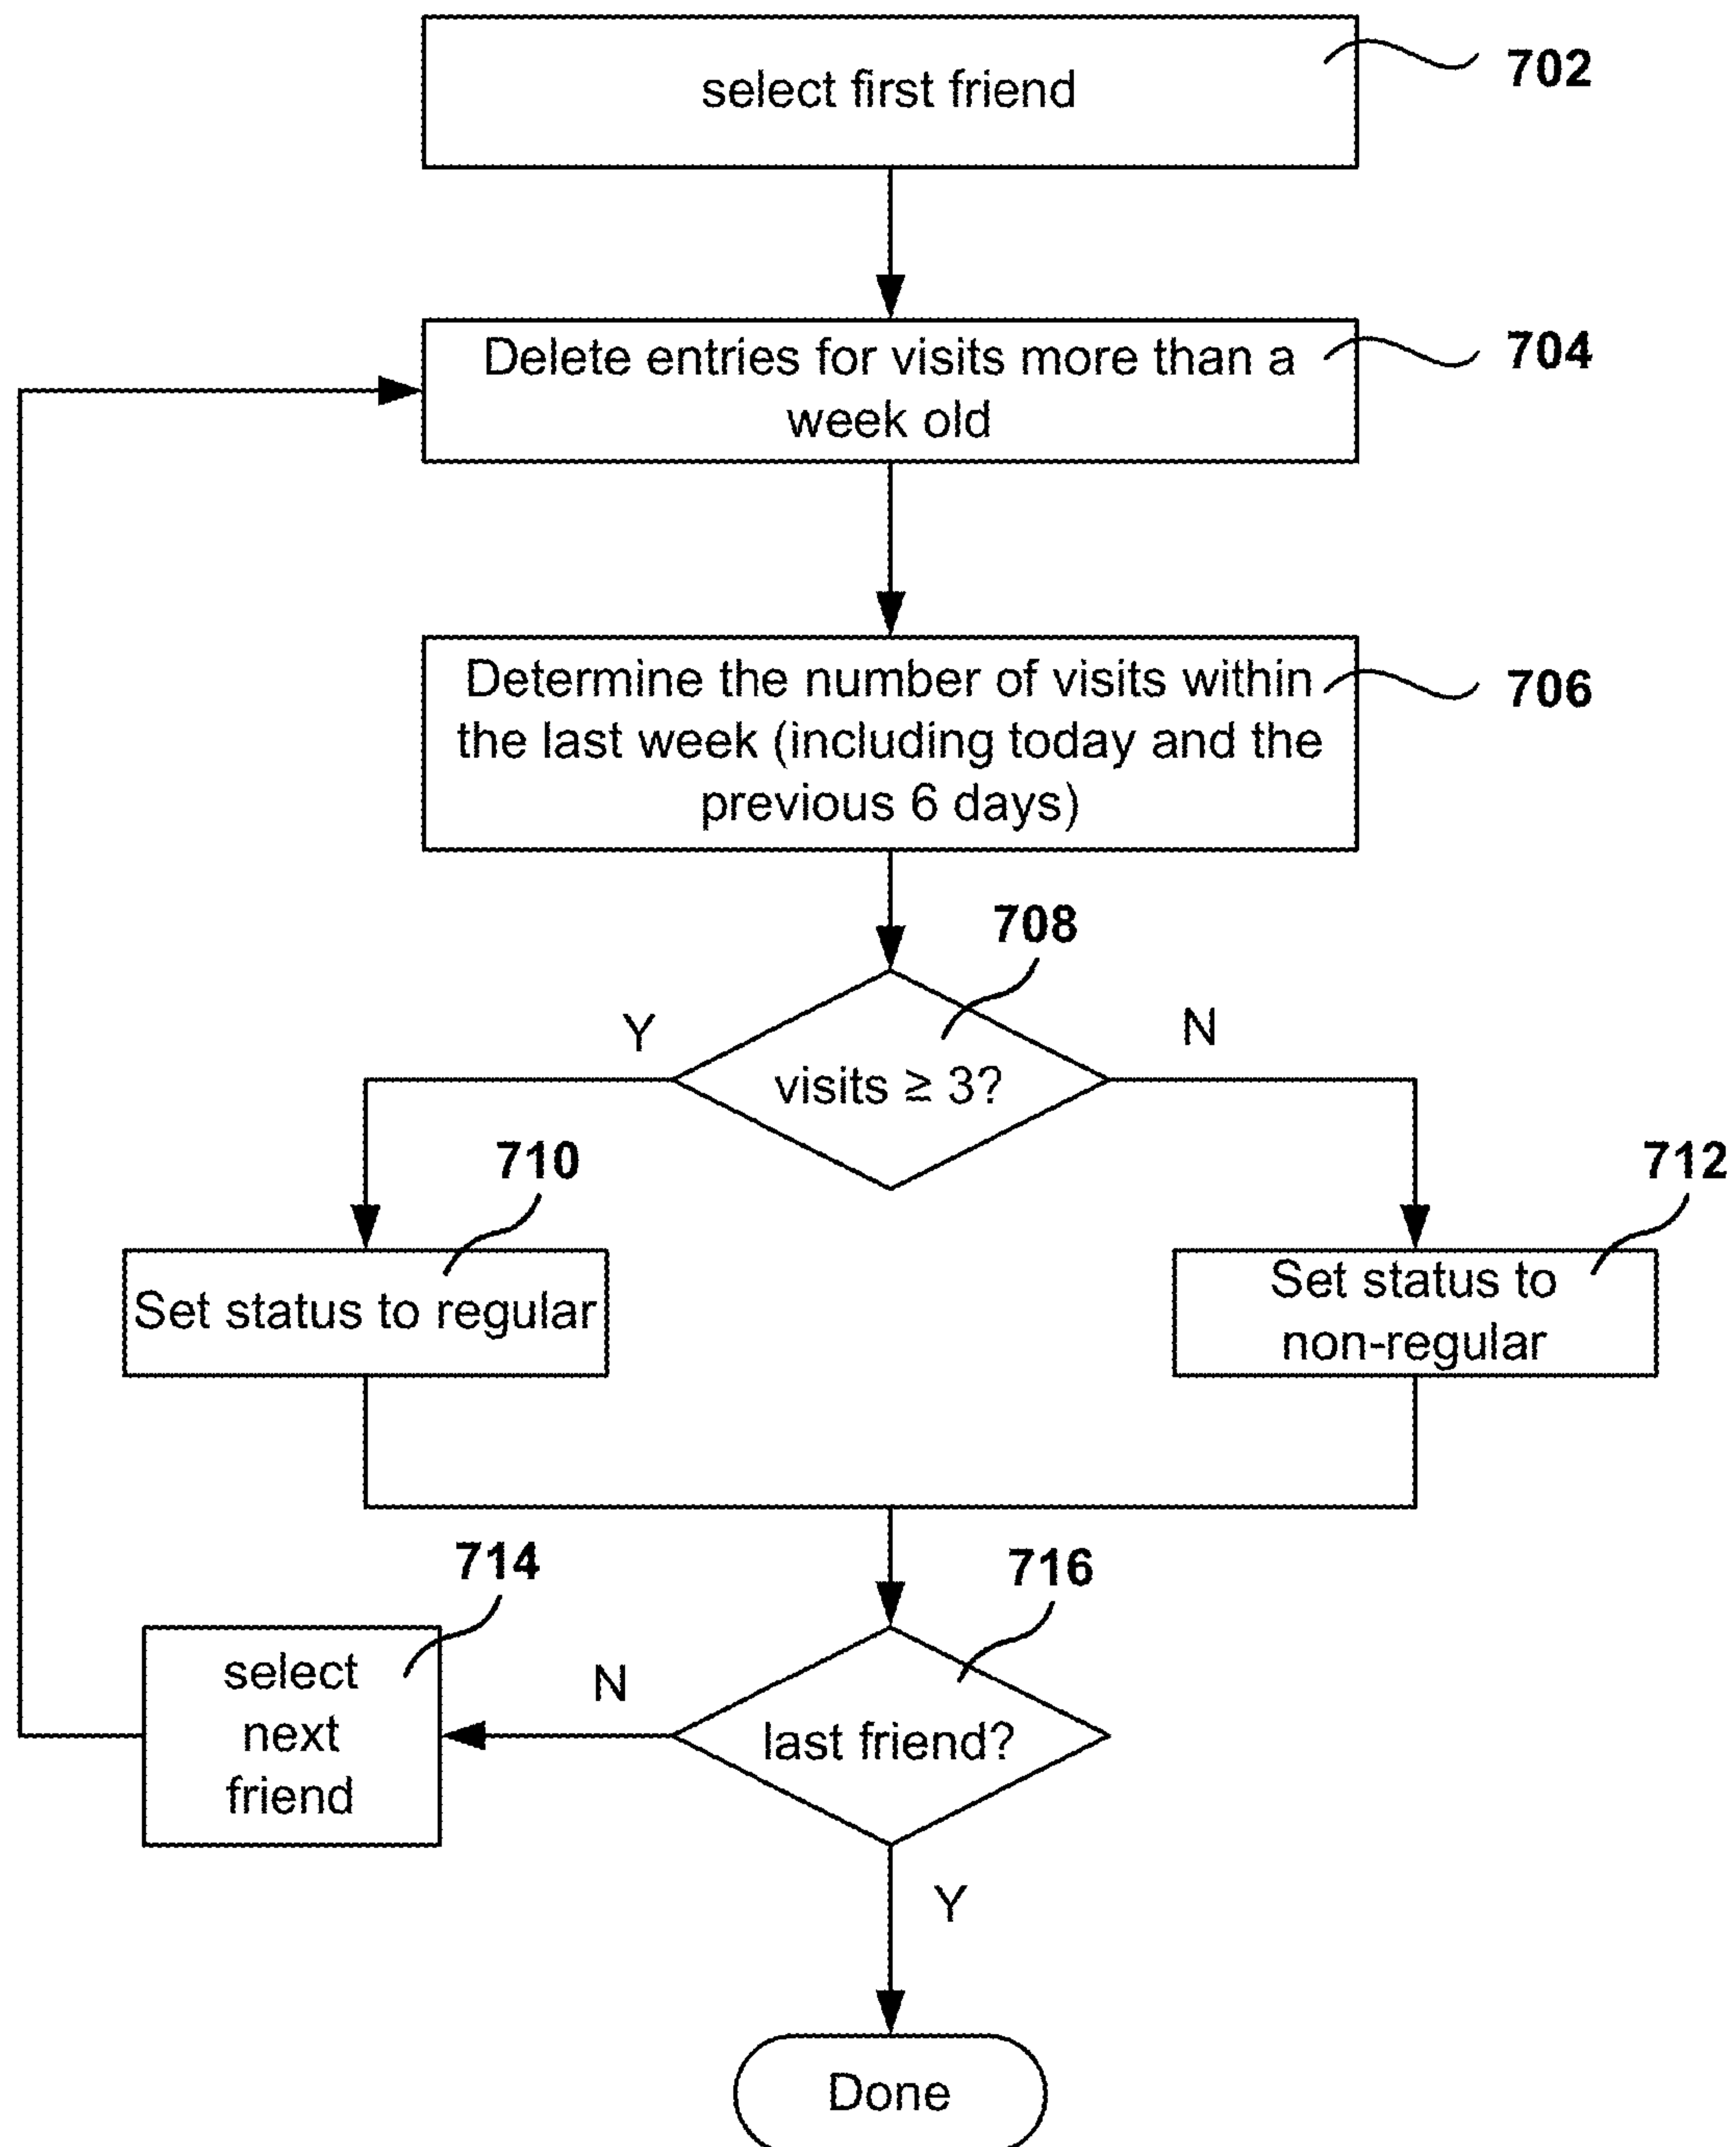 select first friend
702
Delete entries for visits more than a
week old
704
Determine the number of visits within
the last week (including today and the
previous 6 days)
706
708
Y
N
visits ≥ 3?
710
712
Set status to regular
Set status to
non-regular
714
716
select
next
friend
N
last friend?
Y
Done